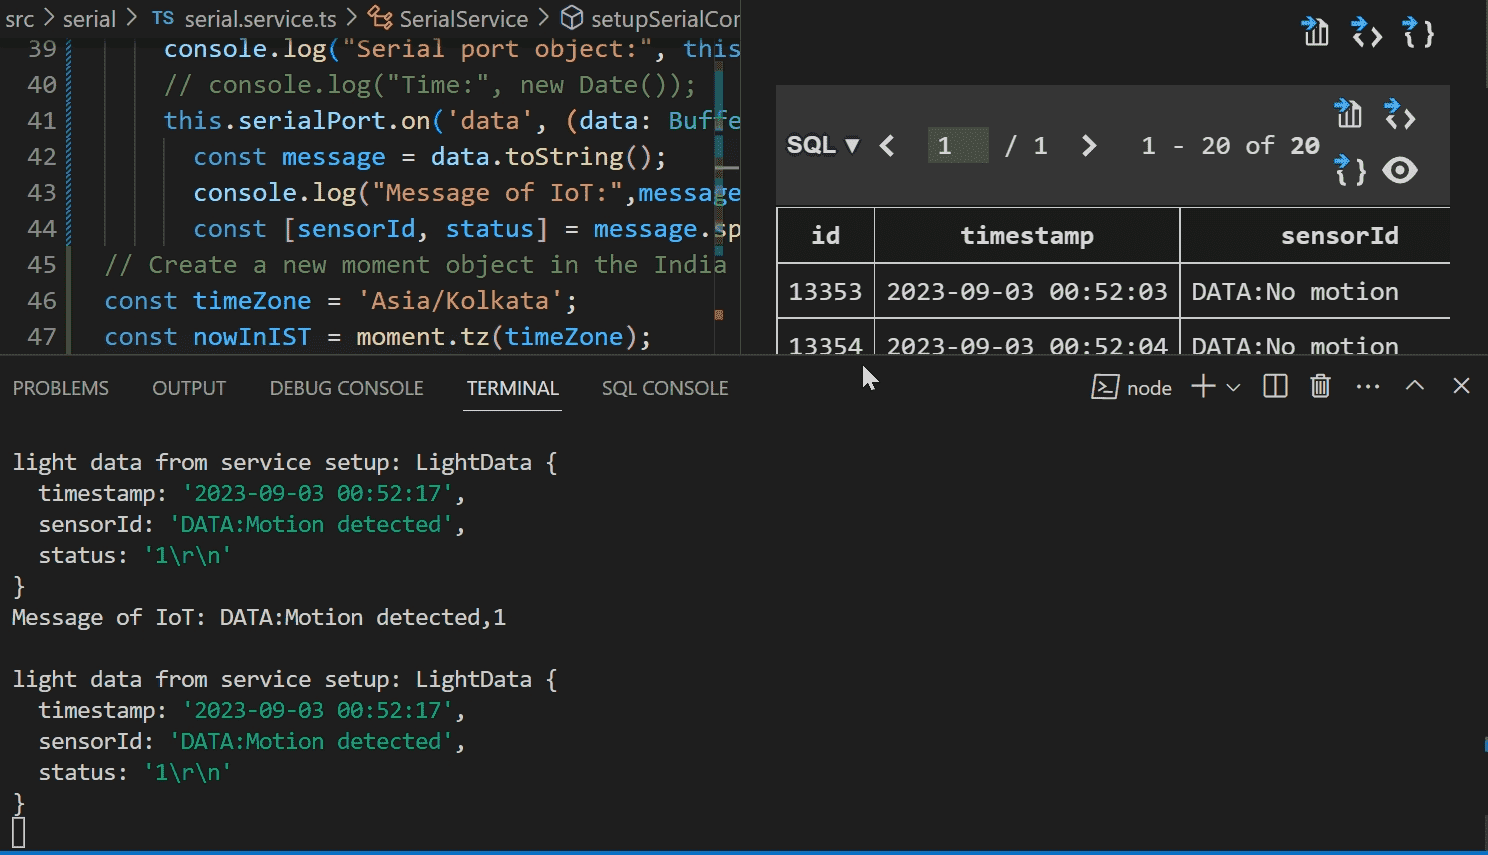 src > serial > TS serial.service.ts > SerialService > setupSerialCor
39 console.log("Serial port object:", this
40 // console.log("Time:", new Date());
41 this.serialPort.on('data', (data: Buffe
42 const message = data.toString();
43 console.log("Message of IoT:",message
44 const [sensorId, status] = message.sp
45 // Create a new moment object in the India
46 const timeZone = 'Asia/Kolkata';
47 const nowInIST = moment.tz(timeZone);
SQL ▼ < 1 / 1 > 1 - 20 of 20
id timestamp sensorId
13353 2023-09-03 00:52:03 DATA:No motion
13354 2023-09-03 00:52:04 DATA:No motion
PROBLEMS OUTPUT DEBUG CONSOLE TERMINAL SQL CONSOLE node
light data from service setup: LightData {
timestamp: '2023-09-03 00:52:17',
sensorId: 'DATA:Motion detected',
status: '1\r\n'
}
Message of IoT: DATA:Motion detected,1
light data from service setup: LightData {
timestamp: '2023-09-03 00:52:17',
sensorId: 'DATA:Motion detected',
status: '1\r\n'
}